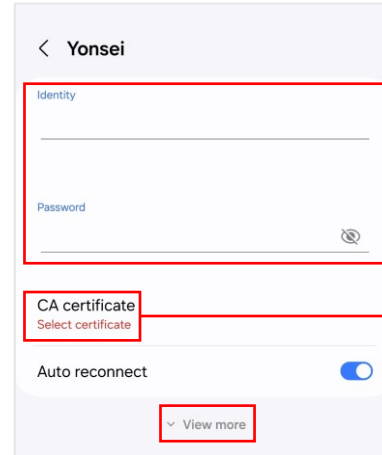 Yonsei
Identity
Password
CA certificate
Select certificate
Auto reconnect
View more